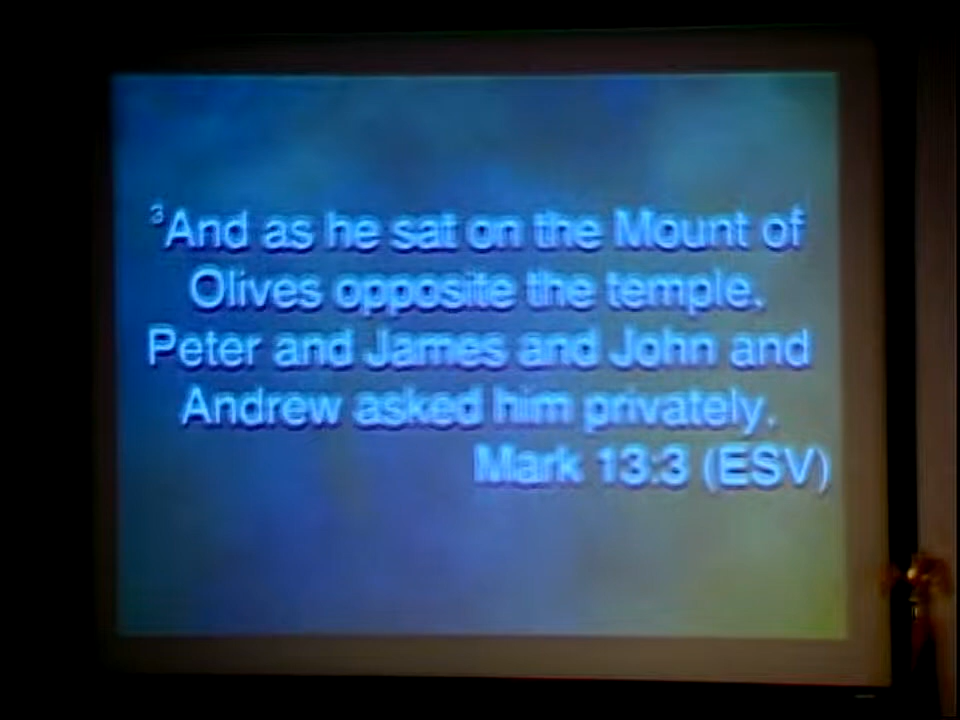 ³And as he sat on the Mount of
Olives opposite the temple,
Peter and James and John and
Andrew asked him privately,
Mark 13:3 (ESV)